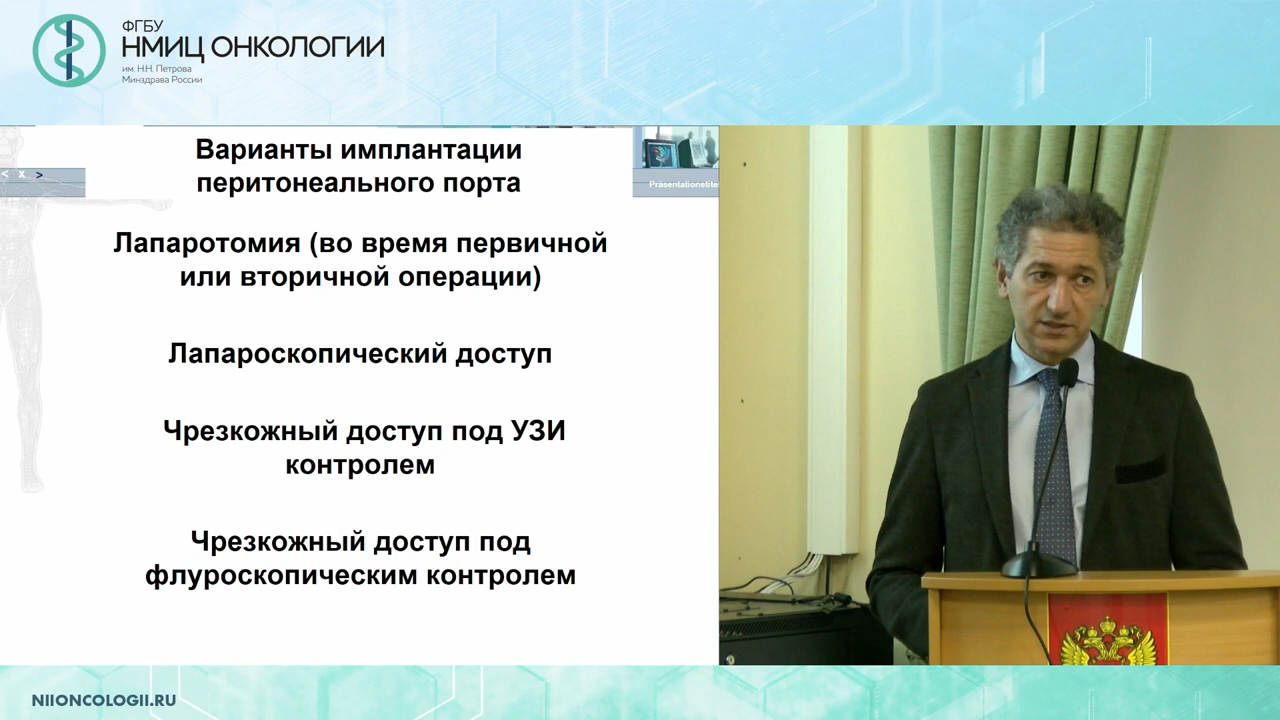 ФГБУ
НМИЦ ОНКОЛОГИИ
им. Н.Н. Петрова
Минздрава России
Варианты имплантации
перитонеального порта
< x >
Präsentationstite
Лапаротомия (во время первичной
или вторичной операции)
Лапароскопический доступ
Чрезкожный доступ под УЗИ
контролем
Чрезкожный доступ под
флуроскопическим контролем
NIIONCOLOGII.RU